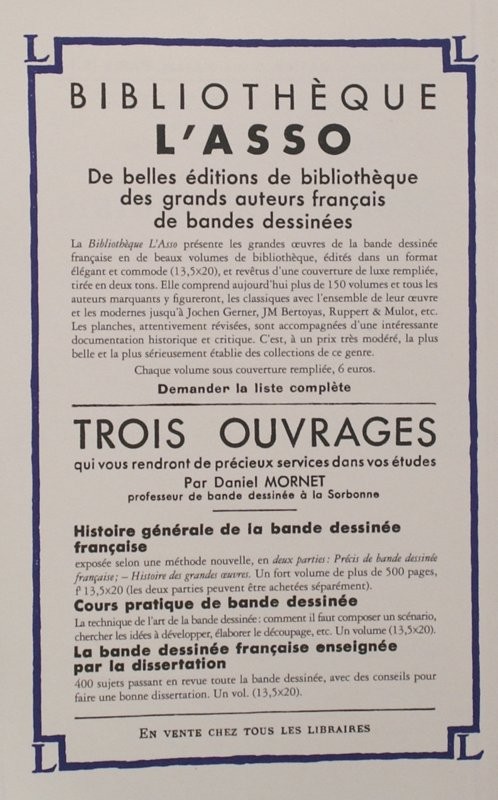 L L
BIBLIOTHÈQUE
L'ASSO
De belles éditions de bibliothèque
des grands auteurs français
de bandes dessinées
La Bibliothèque L'Asso présente les grandes œuvres de la bande dessinée
française en de beaux volumes de bibliothèque, édités dans un format
élégant et commode (13,5x20), et revêtus d'une couverture de luxe rempliée,
tirée en deux tons. Elle comprend aujourd'hui plus de 150 volumes et tous les
auteurs marquants y figureront, les classiques avec l'ensemble de leur œuvre
et les modernes jusqu'à Jochen Gerner, JM Bertoyas, Ruppert & Mulot, etc.
Les planches, attentivement révisées, sont accompagnées d'une intéressante
documentation historique et critique. C'est, à un prix très modéré, la plus
belle et la plus sérieusement établie des collections de ce genre.
Chaque volume sous couverture rempliée, 6 euros.
Demander la liste complète
TROIS OUVRAGES
qui vous rendront de précieux services dans vos études
Par Daniel MORNET
professeur de bande dessinée à la Sorbonne
Histoire générale de la bande dessinée
française
exposée selon une méthode nouvelle, en deux parties : Précis de bande dessinée
française ; – Histoire des grandes œuvres. Un fort volume de plus de 500 pages,
f° 13,5x20 (les deux parties peuvent être achetées séparément).
Cours pratique de bande dessinée
La technique de l'art de la bande dessinée : comment il faut composer un scénario,
chercher les idées à développer, élaborer le découpage, etc. Un volume (13,5x20).
La bande dessinée française enseignée
par la dissertation
400 sujets passant en revue toute la bande dessinée, avec des conseils pour
faire une bonne dissertation. Un vol. (13,5x20).
EN VENTE CHEZ TOUS LES LIBRAIRES
L L